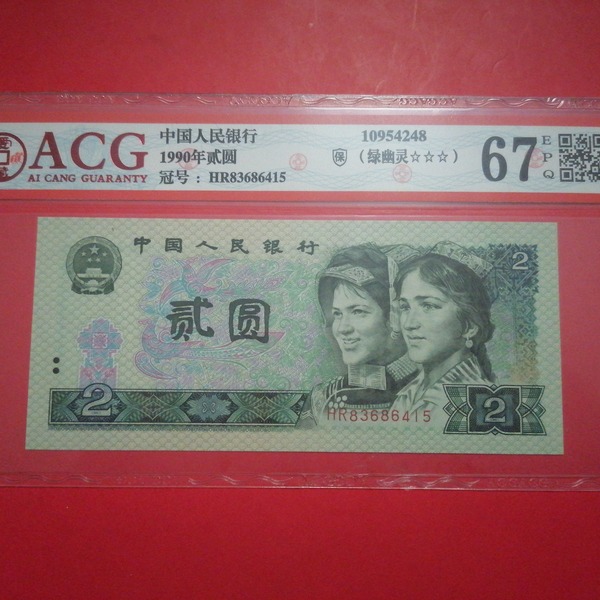 ACG
AI CANG GUARANTY
中国人民银行
1990年贰圆
冠号：HR83686415
10954248
保 (绿幽灵☆☆☆)
67
EPQ
中国人民银行
贰圆
2
2
HR83686415
2